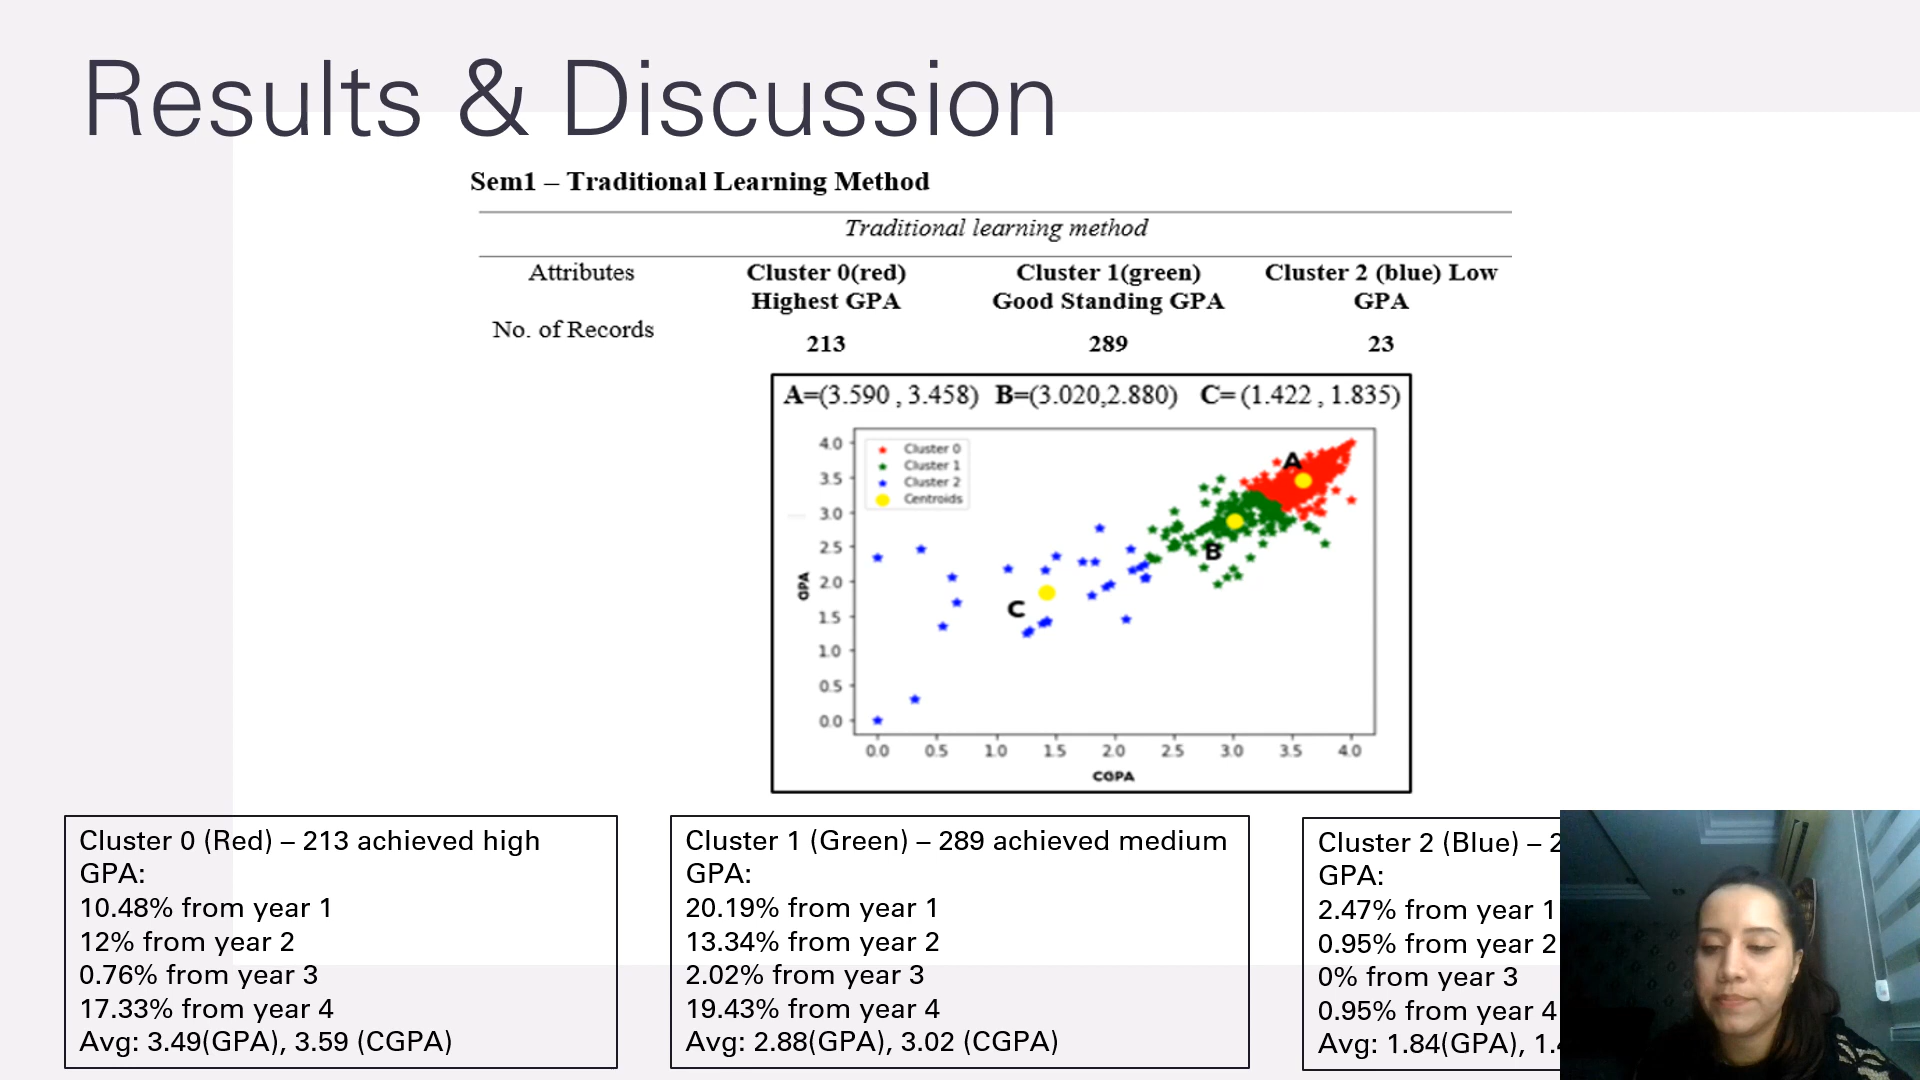 Results & Discussion
Sem1 – Traditional Learning Method
Traditional learning method
Attributes
Cluster 0(red)
Highest GPA
Cluster 1(green)
Good Standing GPA
Cluster 2 (blue) Low
GPA
No. of Records
213
289
23
A=(3.590 , 3.458) B=(3.020,2.880) C= (1.422 , 1.835)
Cluster 0
Cluster 1
Cluster 2
Centroids
A
B
C
GPA
4.0
3.5
3.0
2.5
2.0
1.5
1.0
0.5
0.0
0.0 0.5 1.0 1.5 2.0 2.5 3.0 3.5 4.0
CGPA
Cluster 0 (Red) – 213 achieved high
GPA:
10.48% from year 1
12% from year 2
0.76% from year 3
17.33% from year 4
Avg: 3.49(GPA), 3.59 (CGPA)
Cluster 1 (Green) – 289 achieved medium
GPA:
20.19% from year 1
13.34% from year 2
2.02% from year 3
19.43% from year 4
Avg: 2.88(GPA), 3.02 (CGPA)
Cluster 2 (Blue) –
GPA:
2.47% from year 1
0.95% from year 2
0% from year 3
0.95% from year 4
Avg: 1.84(GPA),